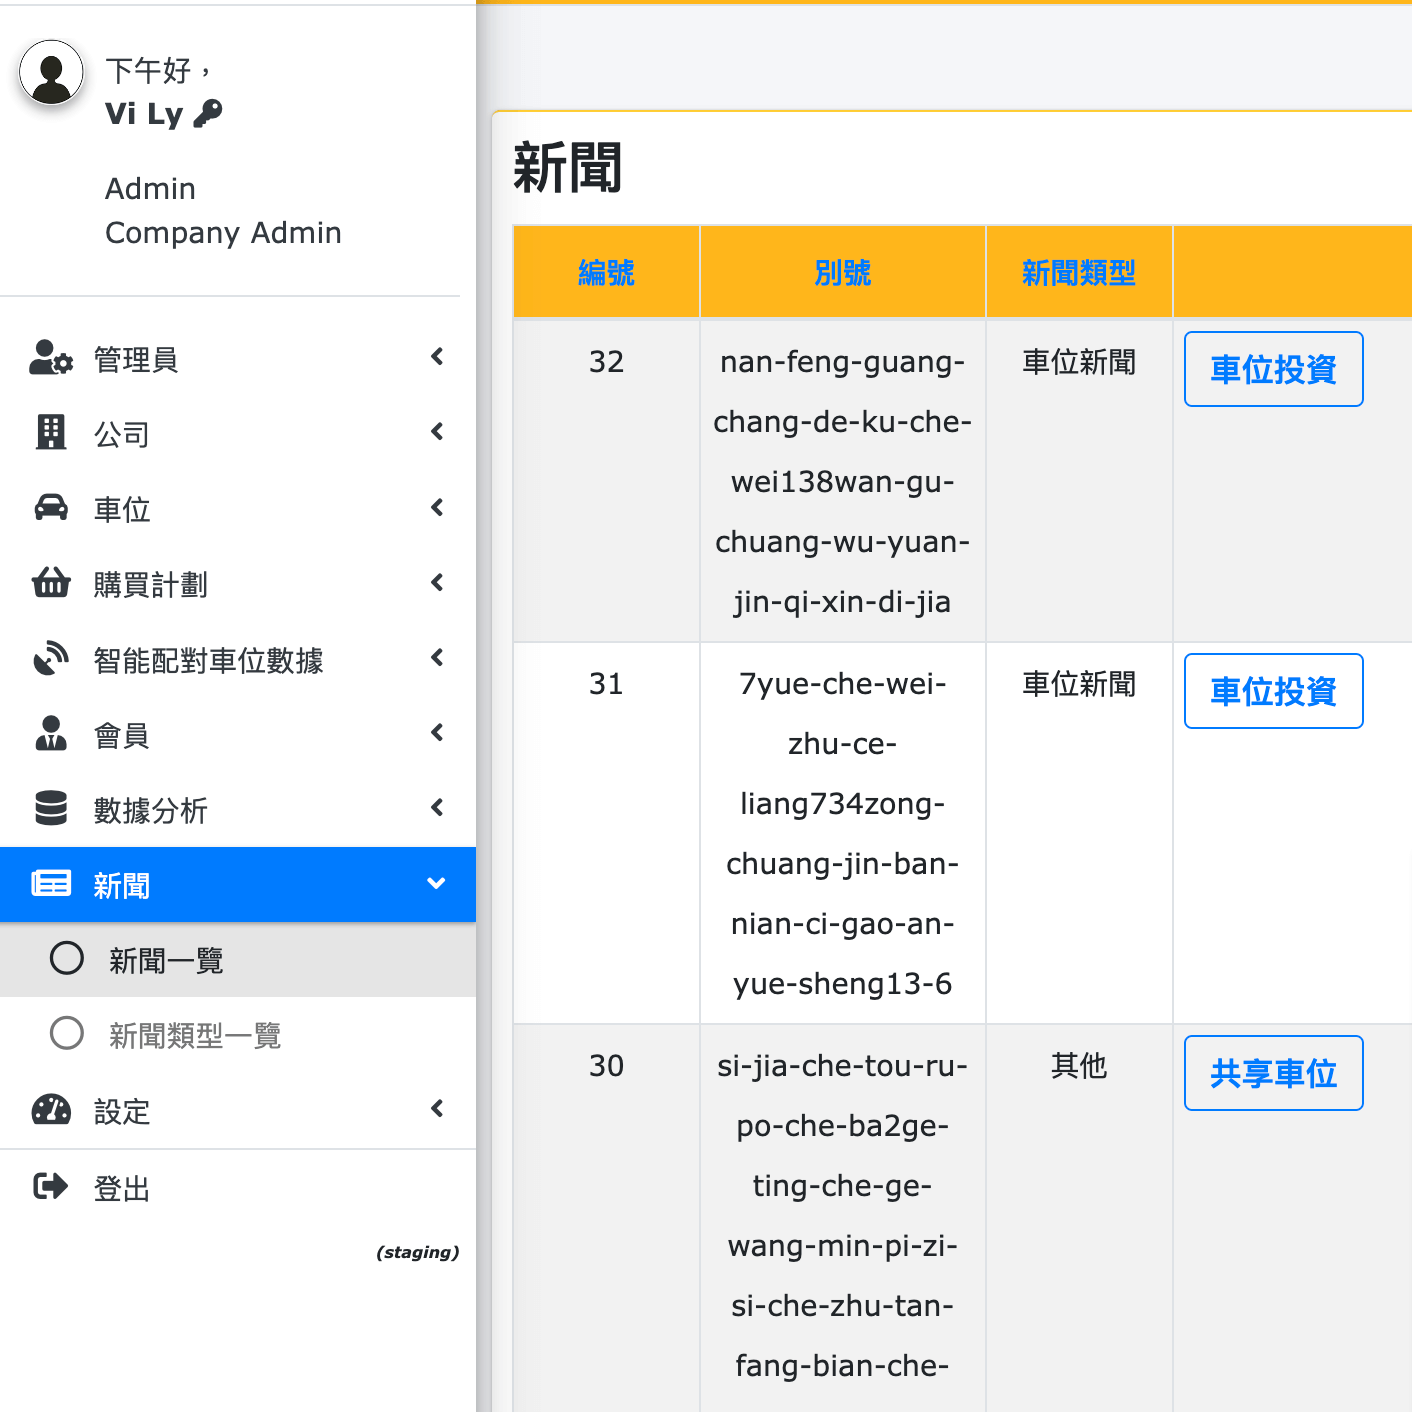 下午好，
Vi Ly
Admin
Company Admin
管理員
公司
車位
購買計劃
智能配對車位數據
會員
數據分析
新聞
新聞一覽
新聞類型一覽
設定
登出
(staging)
新聞
編號 別號 新聞類型
32 nan-feng-guang- 車位新聞 車位投資
chang-de-ku-che-
wei138wan-gu-
chuang-wu-yuan-
jin-qi-xin-di-jia
31 7yue-che-wei- 車位新聞 車位投資
zhu-ce-
liang734zong-
chuang-jin-ban-
nian-ci-gao-an-
yue-sheng13-6
30 si-jia-che-tou-ru- 其他 共享車位
po-che-ba2ge-
ting-che-ge-
wang-min-pi-zi-
si-che-zhu-tan-
fang-bian-che-